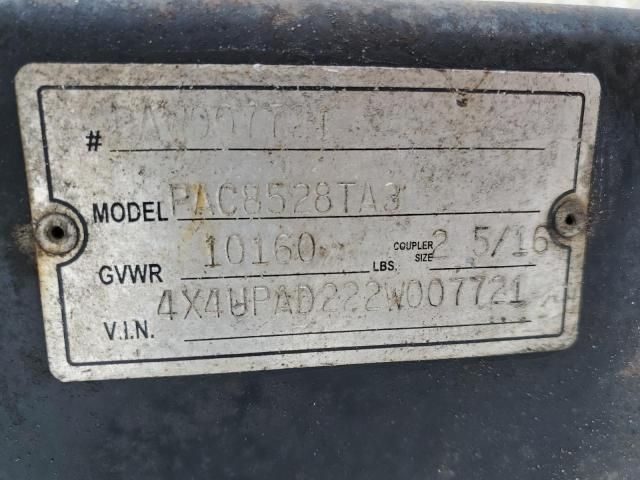 #
MODEL PAC8528TA3
GVWR 10160 LBS. COUPLER SIZE 2 5/16
V.I.N. 4X4UPAD222W007721